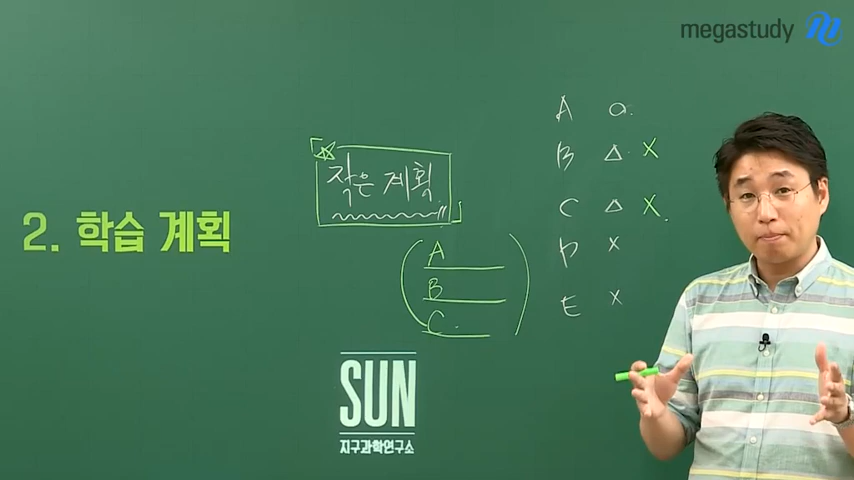 megastudy
2. 학습 계획
작은 계획
A
B
C
A a
B △ X
C △ X
D X
E X
SUN
지구과학연구소